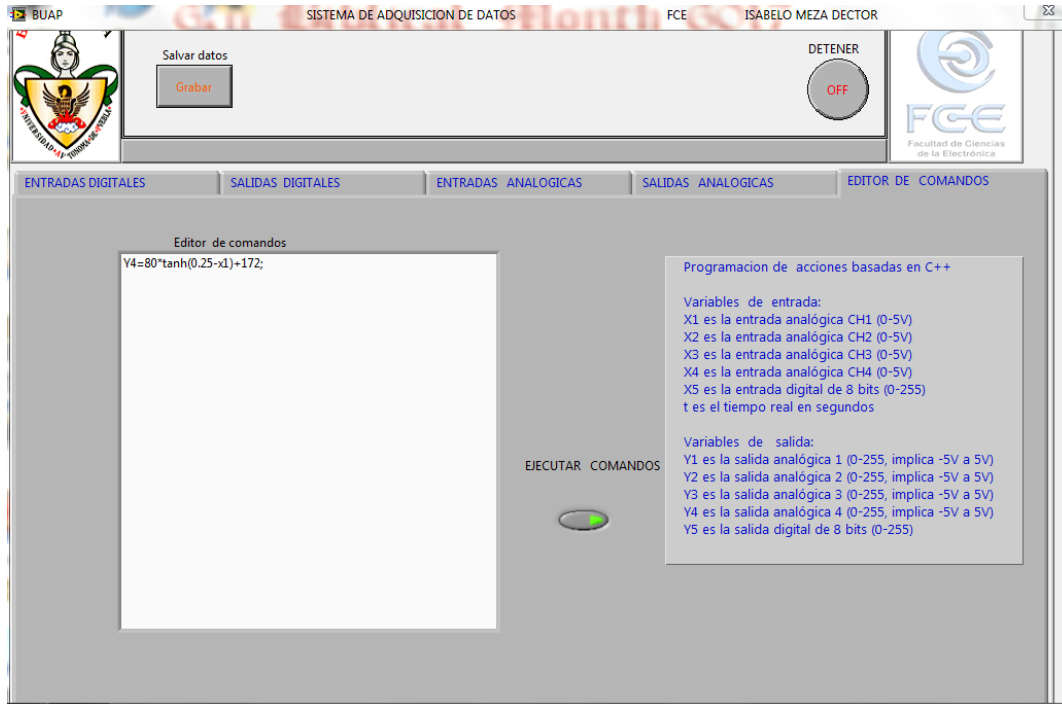 BUAP SISTEMA DE ADQUISICION DE DATOS FCE ISABELO MEZA DECTOR
Salvar datos
Grabar
DETENER
OFF
FCE
Facultad de Ciencias
de la Electrónica
ENTRADAS DIGITALES SALIDAS DIGITALES ENTRADAS ANALOGICAS SALIDAS ANALOGICAS EDITOR DE COMANDOS
Editor de comandos
Y4=80*tanh(0.25-x1)+172;
EJECUTAR COMANDOS
Programacion de acciones basadas en C++
Variables de entrada:
X1 es la entrada analógica CH1 (0-5V)
X2 es la entrada analógica CH2 (0-5V)
X3 es la entrada analógica CH3 (0-5V)
X4 es la entrada analógica CH4 (0-5V)
X5 es la entrada digital de 8 bits (0-255)
t es el tiempo real en segundos
Variables de salida:
Y1 es la salida analógica 1 (0-255, implica -5V a 5V)
Y2 es la salida analógica 2 (0-255, implica -5V a 5V)
Y3 es la salida analógica 3 (0-255, implica -5V a 5V)
Y4 es la salida analógica 4 (0-255, implica -5V a 5V)
Y5 es la salida digital de 8 bits (0-255)